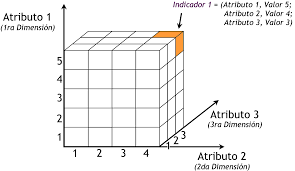 Indicador 1 = (Atributo 1, Valor 5;
Atributo 2, Valor 4;
Atributo 3, Valor 3)
Atributo 1
(1ra Dimensión)
5
4
3
2
1
1 2 3 4
1 2 3
Atributo 3
(3ra Dimensión)
Atributo 2
(2da Dimensión)